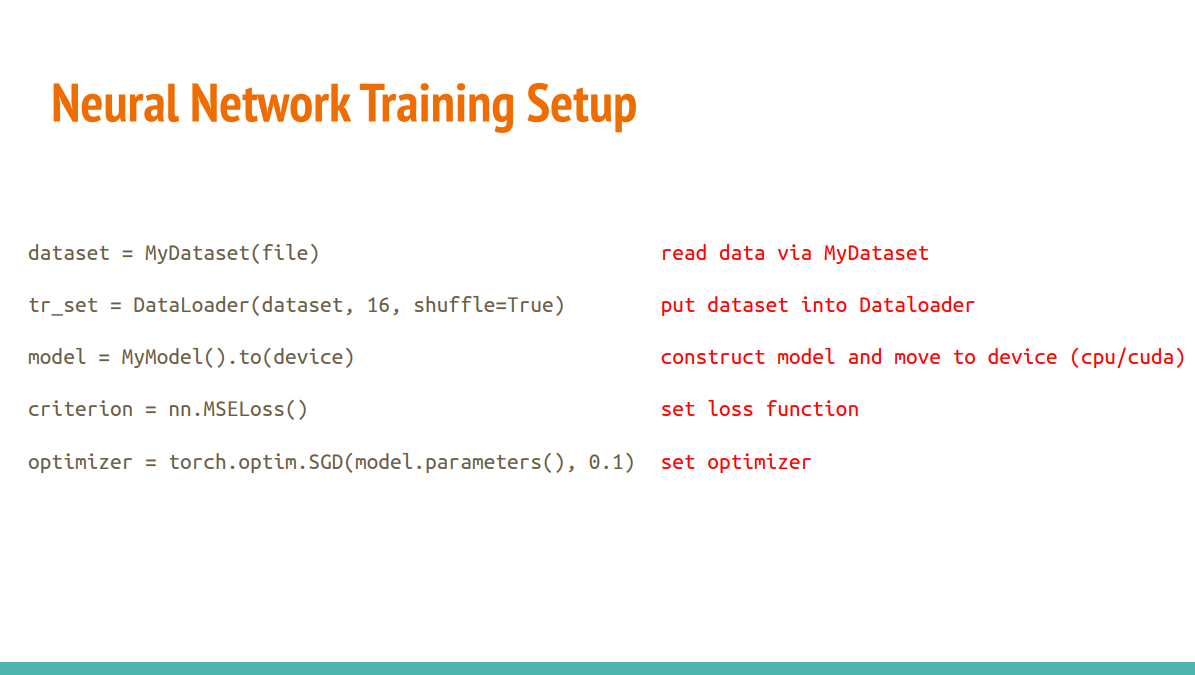 Neural Network Training Setup
dataset = MyDataset(file) read data via MyDataset
tr_set = DataLoader(dataset, 16, shuffle=True) put dataset into Dataloader
model = MyModel().to(device) construct model and move to device (cpu/cuda)
criterion = nn.MSELoss() set loss function
optimizer = torch.optim.SGD(model.parameters(), 0.1) set optimizer